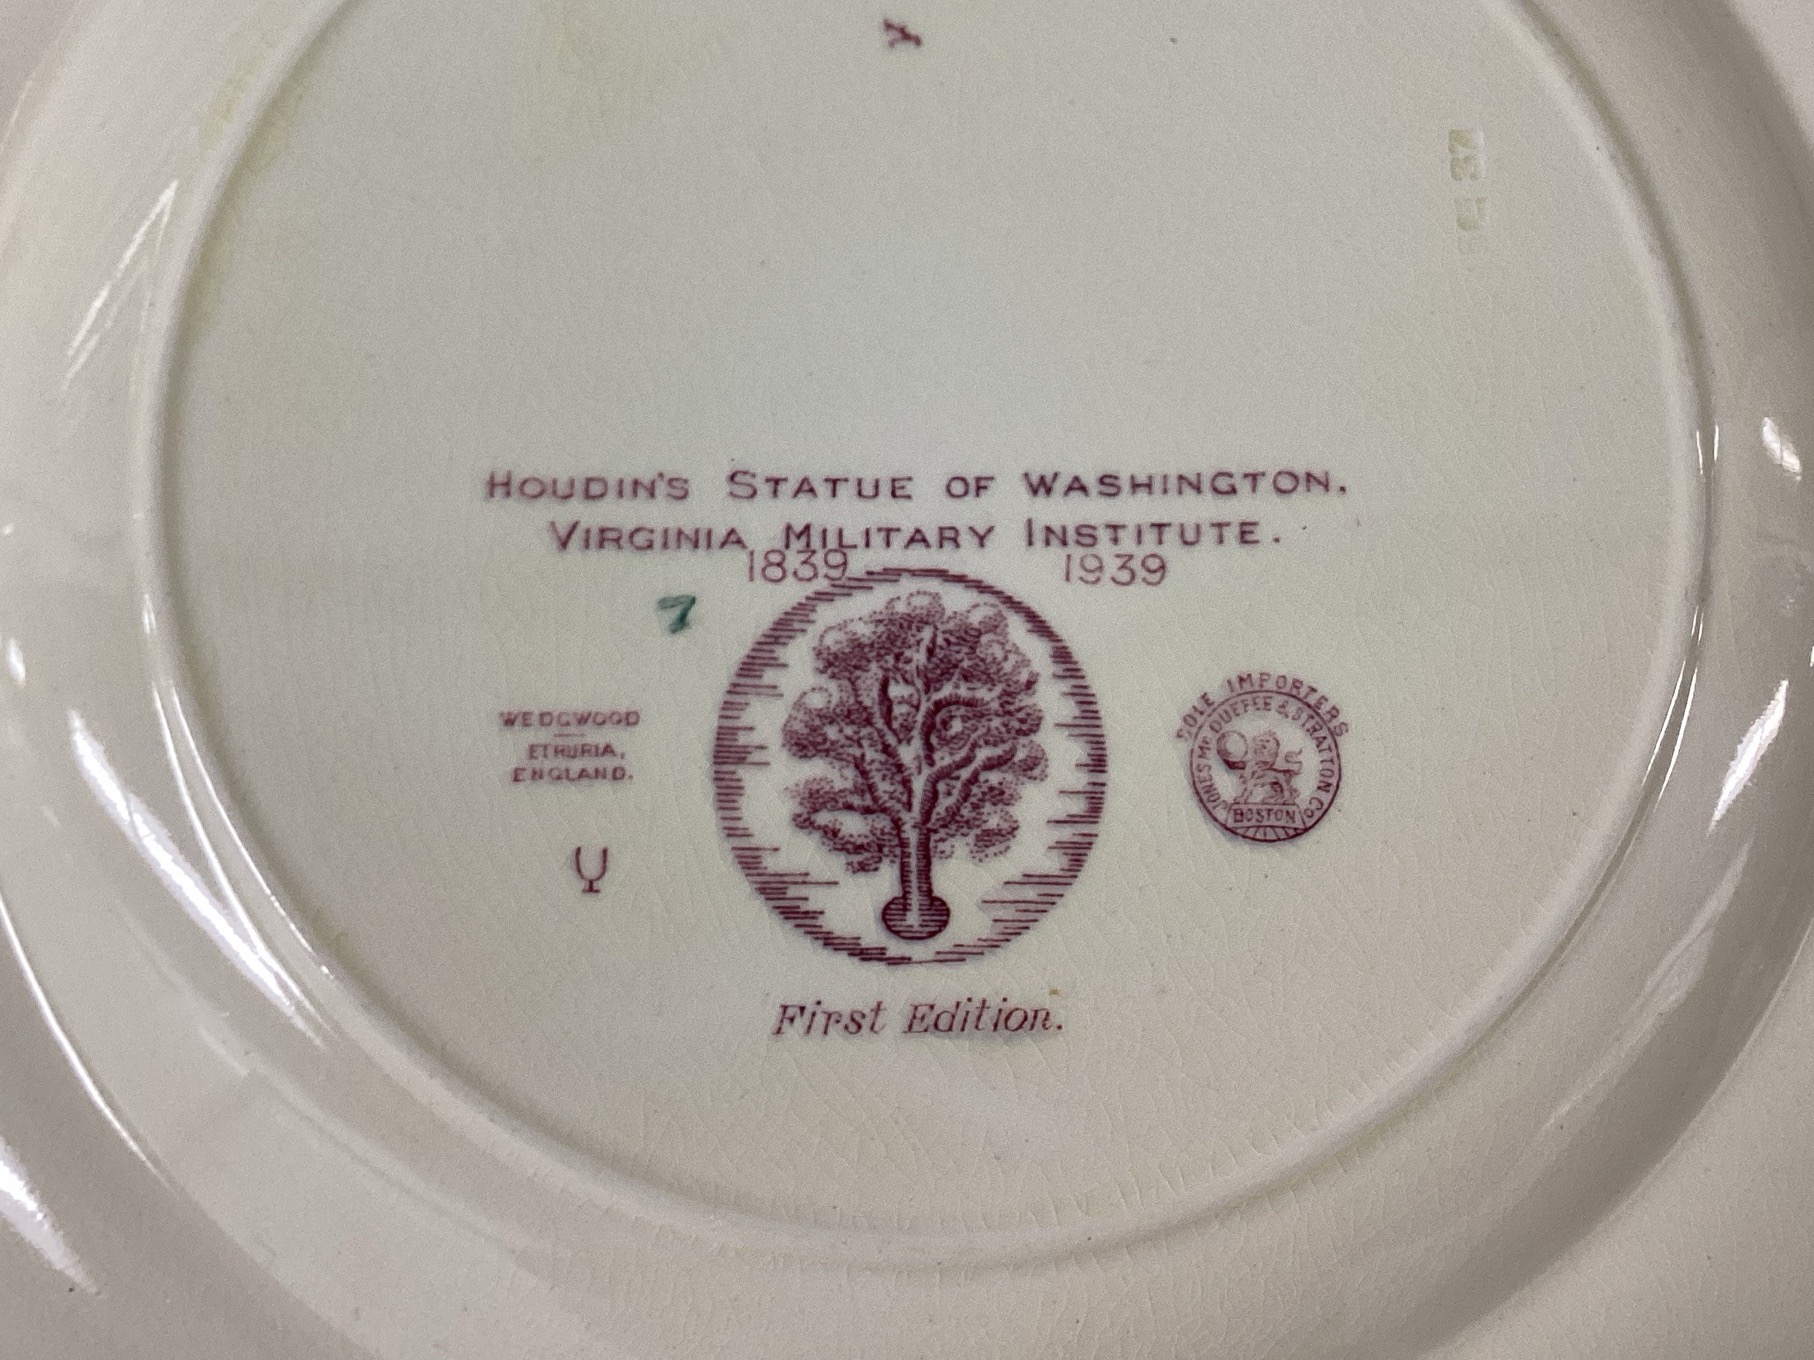 37
HOUDIN'S STATUE OF WASHINGTON.
VIRGINIA MILITARY INSTITUTE.
1839 1939
7
WEDGWOOD
ETRURIA,
ENGLAND.
SOLE IMPORTERS
JONES McDUFFEE & STRATTON Co
BOSTON
First Edition.